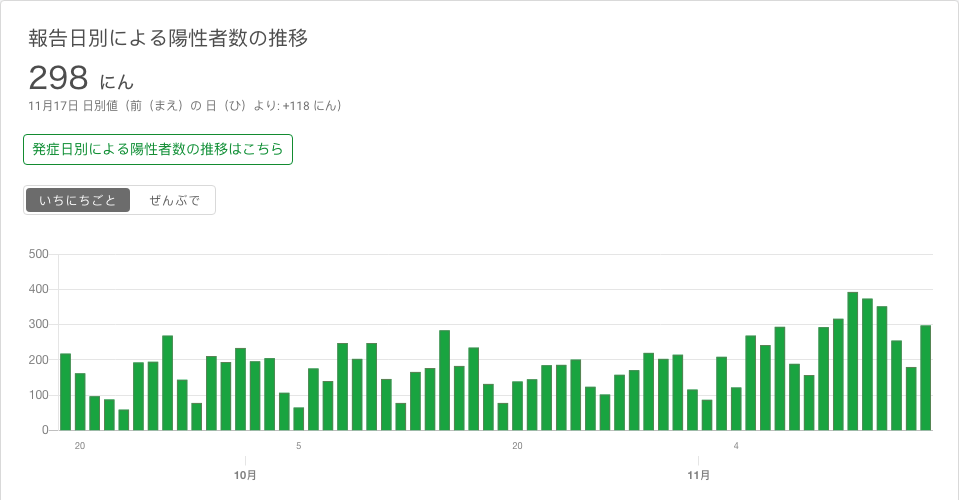 報告日別による陽性者数の推移
298 にん
11月17日 日別値（前（まえ）の 日（ひ）より: +118 にん）
発症日別による陽性者数の推移はこちら
いちにちごと ぜんぶで
500
400
300
200
100
0
20 5 20 4
10月 11月